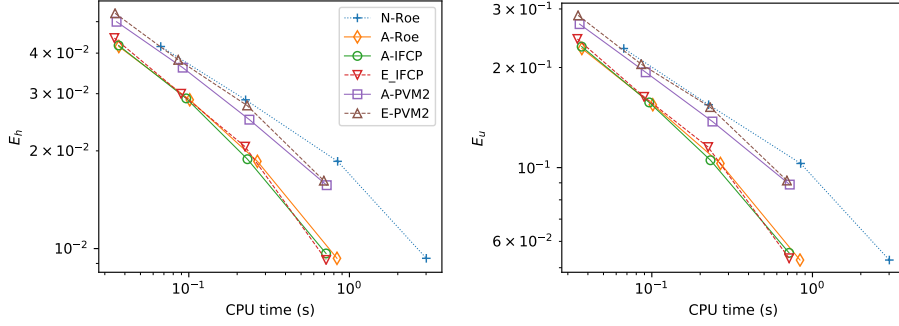 4 × 10⁻²
3 × 10⁻²
2 × 10⁻²
10⁻²
E_h
10⁻¹
10⁰
CPU time (s)
N-Roe
A-Roe
A-IFCP
E_IFCP
A-PVM2
E-PVM2
3 × 10⁻¹
2 × 10⁻¹
10⁻¹
6 × 10⁻²
E_u
10⁻¹
10⁰
CPU time (s)